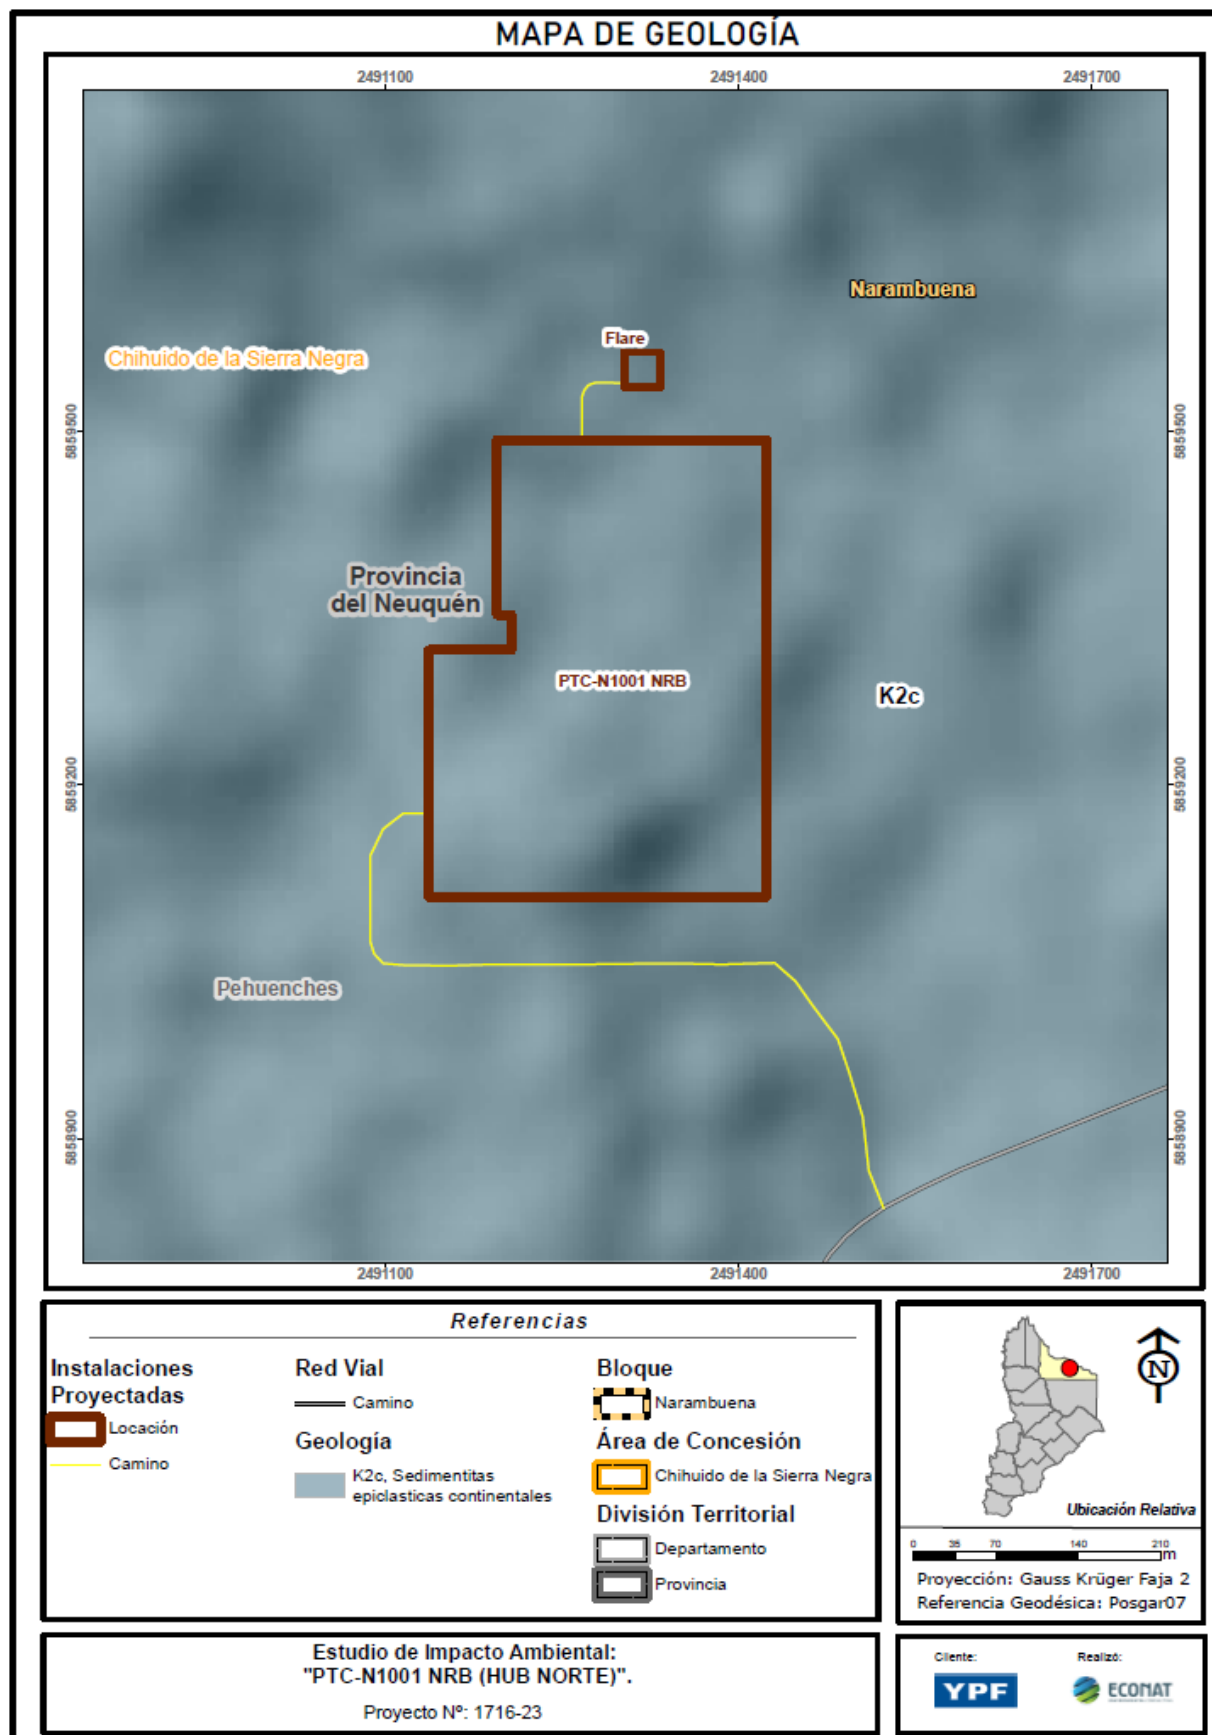 MAPA DE GEOLOGÍA
2491100
2491400
2491700
Narambuena
Flare
Chihuido de la Sierra Negra
5859500
5859500
Provincia
del Neuquén
PTC-N1001 NRB
K2c
5859200
5859200
Pehuenches
5858900
5858900
2491100
2491400
2491700
Referencias
Instalaciones
Proyectadas
Locación
Camino
Red Vial
Camino
Geología
K2c, Sedimentitas
epiclasticas continentales
Bloque
Narambuena
Área de Concesión
Chihuido de la Sierra Negra
División Territorial
Departamento
Provincia
N
Ubicación Relativa
0 35 70 140 210
m
Proyección: Gauss Krüger Faja 2
Referencia Geodésica: Posgar07
Estudio de Impacto Ambiental:
"PTC-N1001 NRB (HUB NORTE)".
Proyecto Nº: 1716-23
Cliente:
Realizó:
YPF
ECONAT